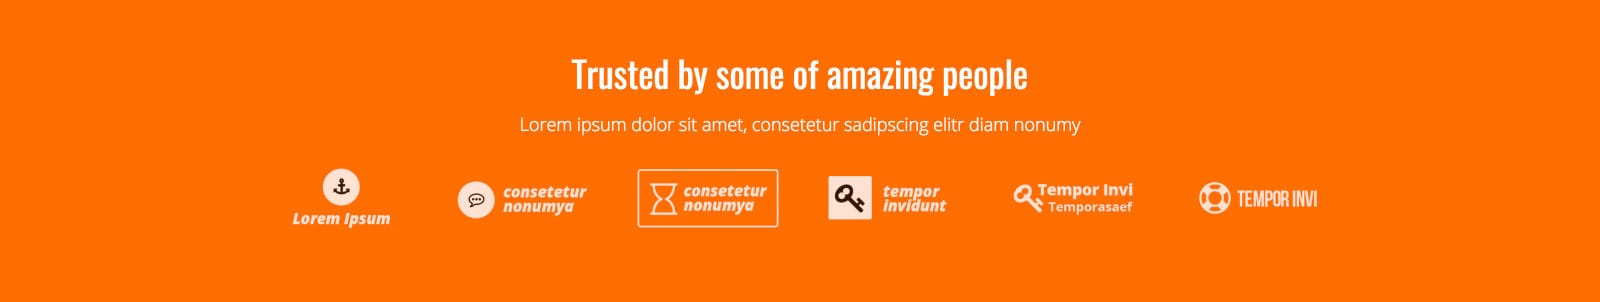 Trusted by some of amazing people
Lorem ipsum dolor sit amet, consetetur sadipscing elitr diam nonumy
Lorem Ipsum
consetetur
nonumya
consetetur
nonumya
tempor
invidunt
Tempor Invi
Temporasaef
TEMPOR INVI